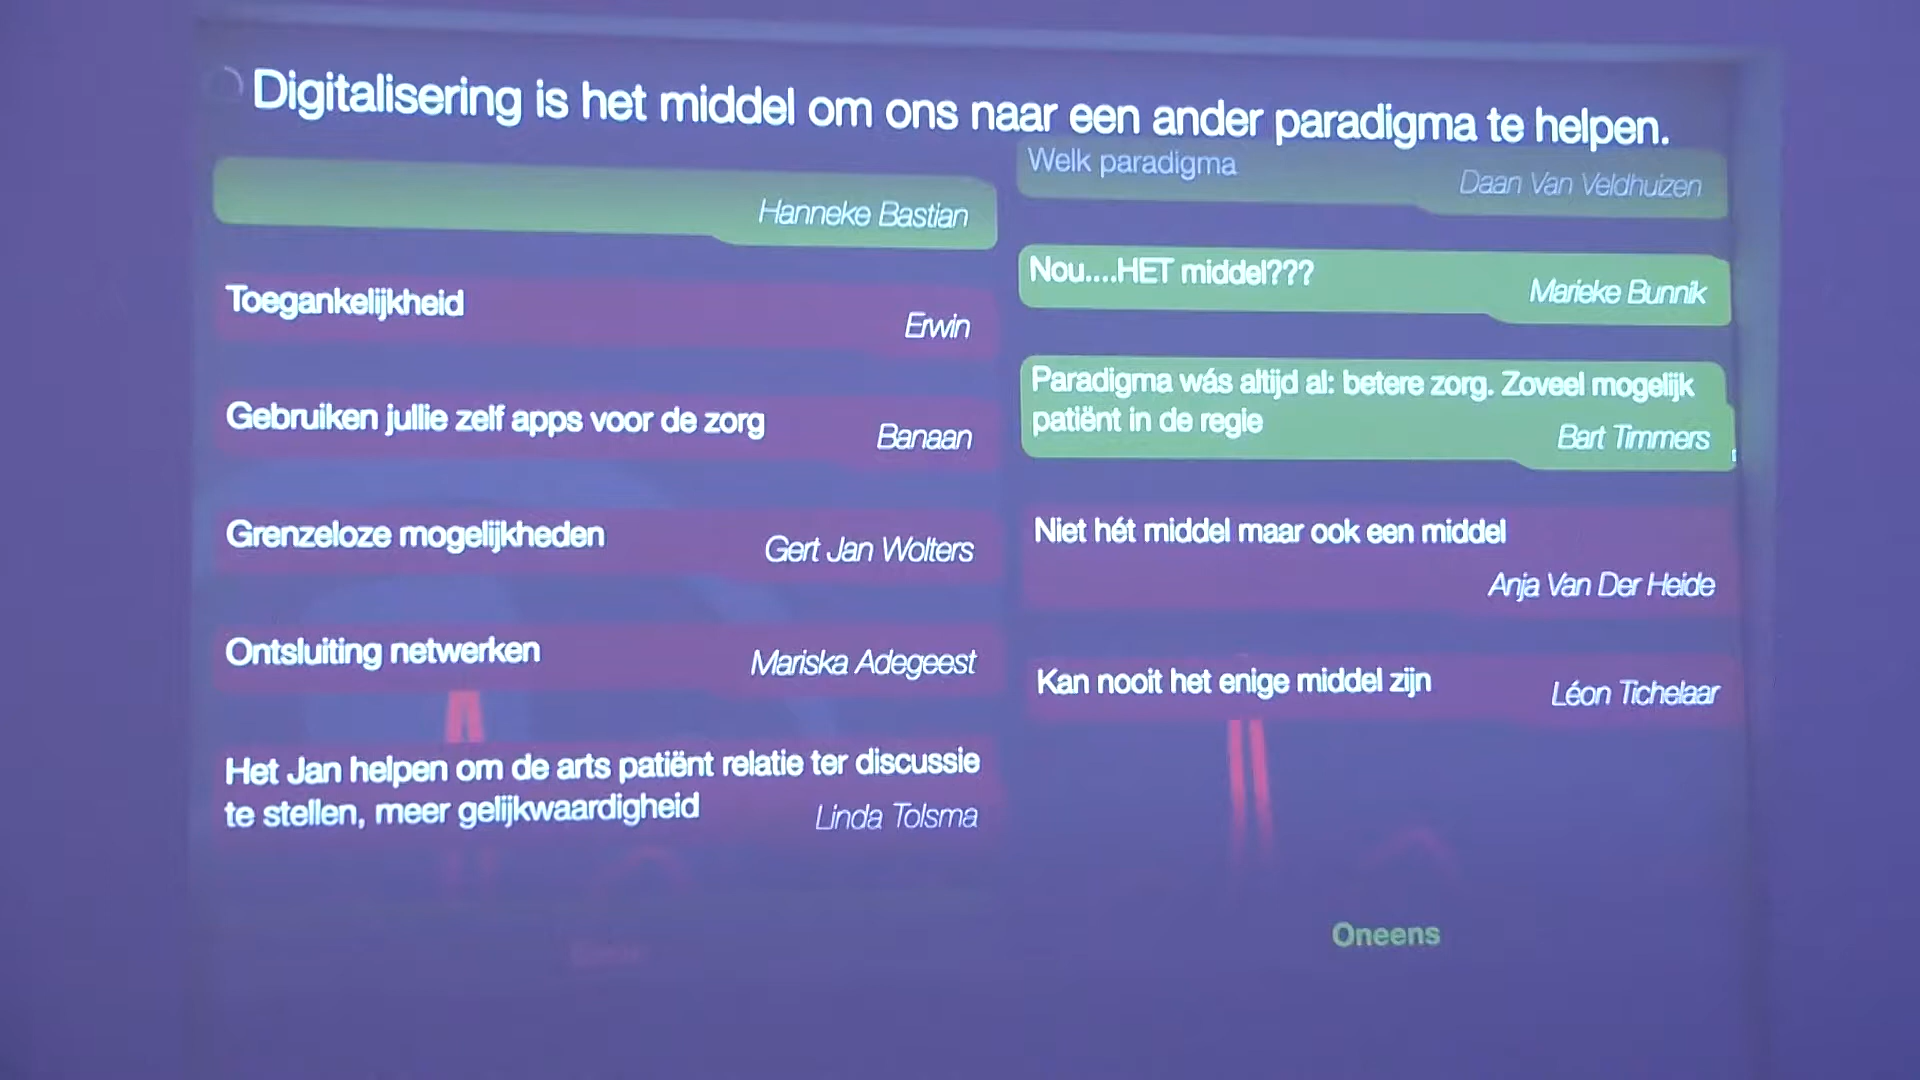 Digitalisering is het middel om ons naar een ander paradigma te helpen.
Hanneke Bastian
Toegankelijkheid
Erwin
Gebruiken jullie zelf apps voor de zorg
Banaan
Grenzeloze mogelijkheden
Gert Jan Wolters
Ontsluiting netwerken
Mariska Adegeest
Het Jan helpen om de arts patiënt relatie ter discussie
te stellen, meer gelijkwaardigheid
Linda Tolsma
Welk paradigma
Daan Van Veldhuizen
Nou....HET middel???
Marieke Bunnik
Paradigma wás altijd al: betere zorg. Zoveel mogelijk
patiënt in de regie
Bart Timmers
Niet hét middel maar ook een middel
Anja Van Der Heide
Kan nooit het enige middel zijn
Léon Tichelaar
Oneens